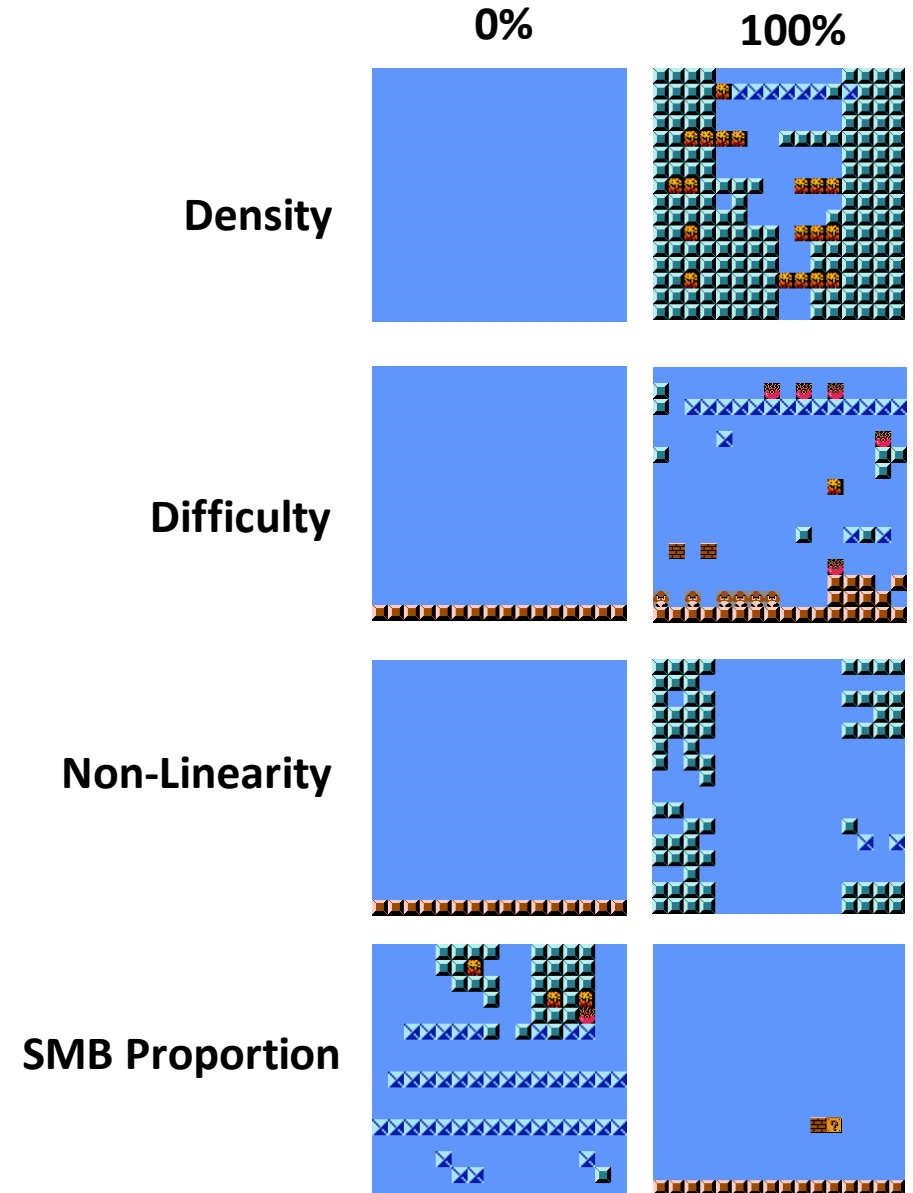 0%
100%
Density
Difficulty
Non-Linearity
SMB Proportion
?